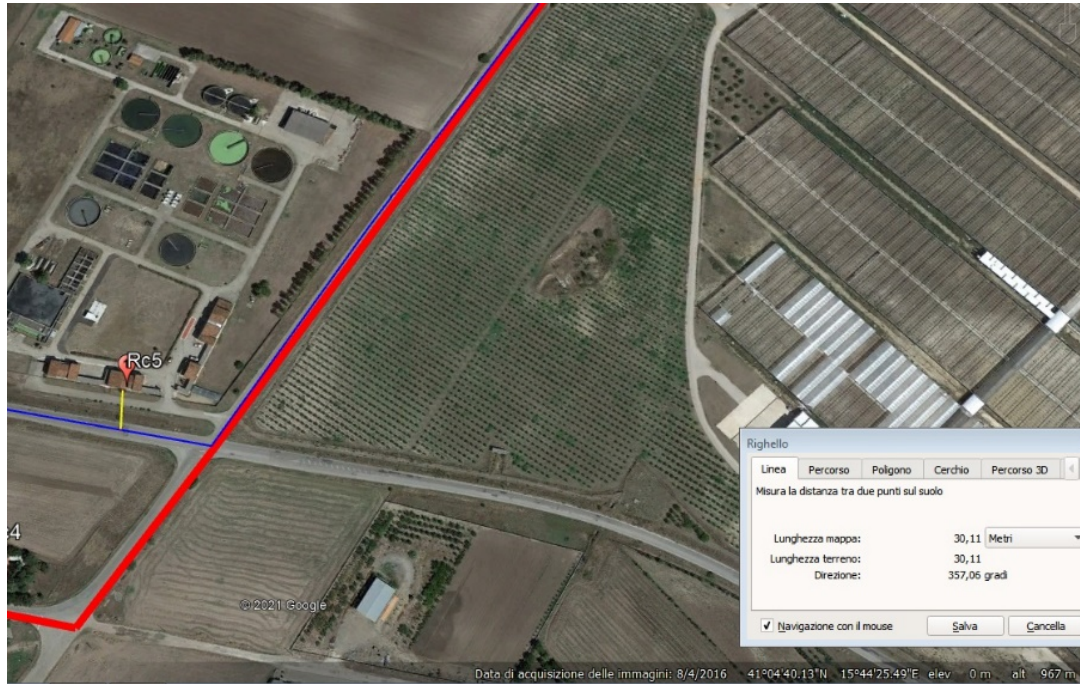 Rc5
c4
© 2021 Google
Righello
Linea Percorso Poligono Cerchio Percorso 3D
Misura la distanza tra due punti sul suolo
Lunghezza mappa: 30,11 Metri
Lunghezza terreno: 30,11
Direzione: 357,06 gradi
Navigazione con il mouse Salva Cancella
Data di acquisizione delle immagini: 8/4/2016 41°04'40.13"N 15°44'25.49"E elev 0 m alt 967 m